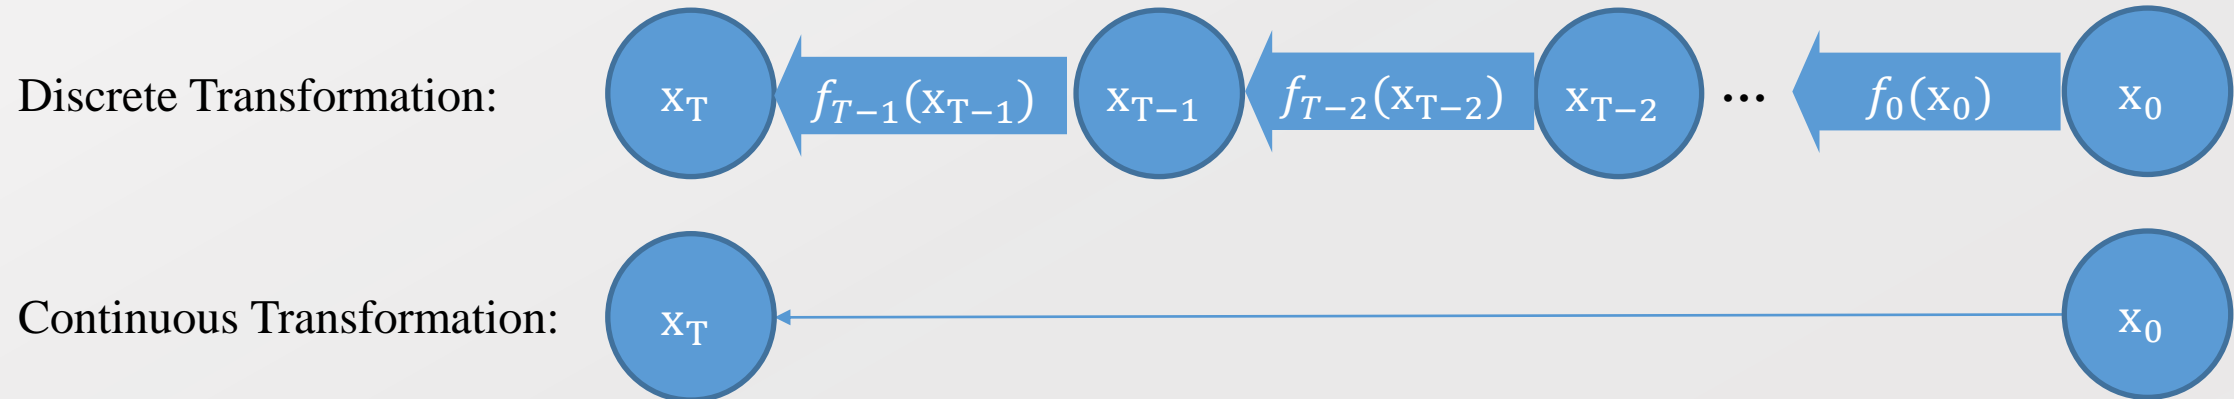 Discrete Transformation: x_T f_{T−1}(x_{T−1}) x_{T−1} f_{T−2}(x_{T−2}) x_{T−2} ... f_0(x_0) x_0
Continuous Transformation: x_T x_0